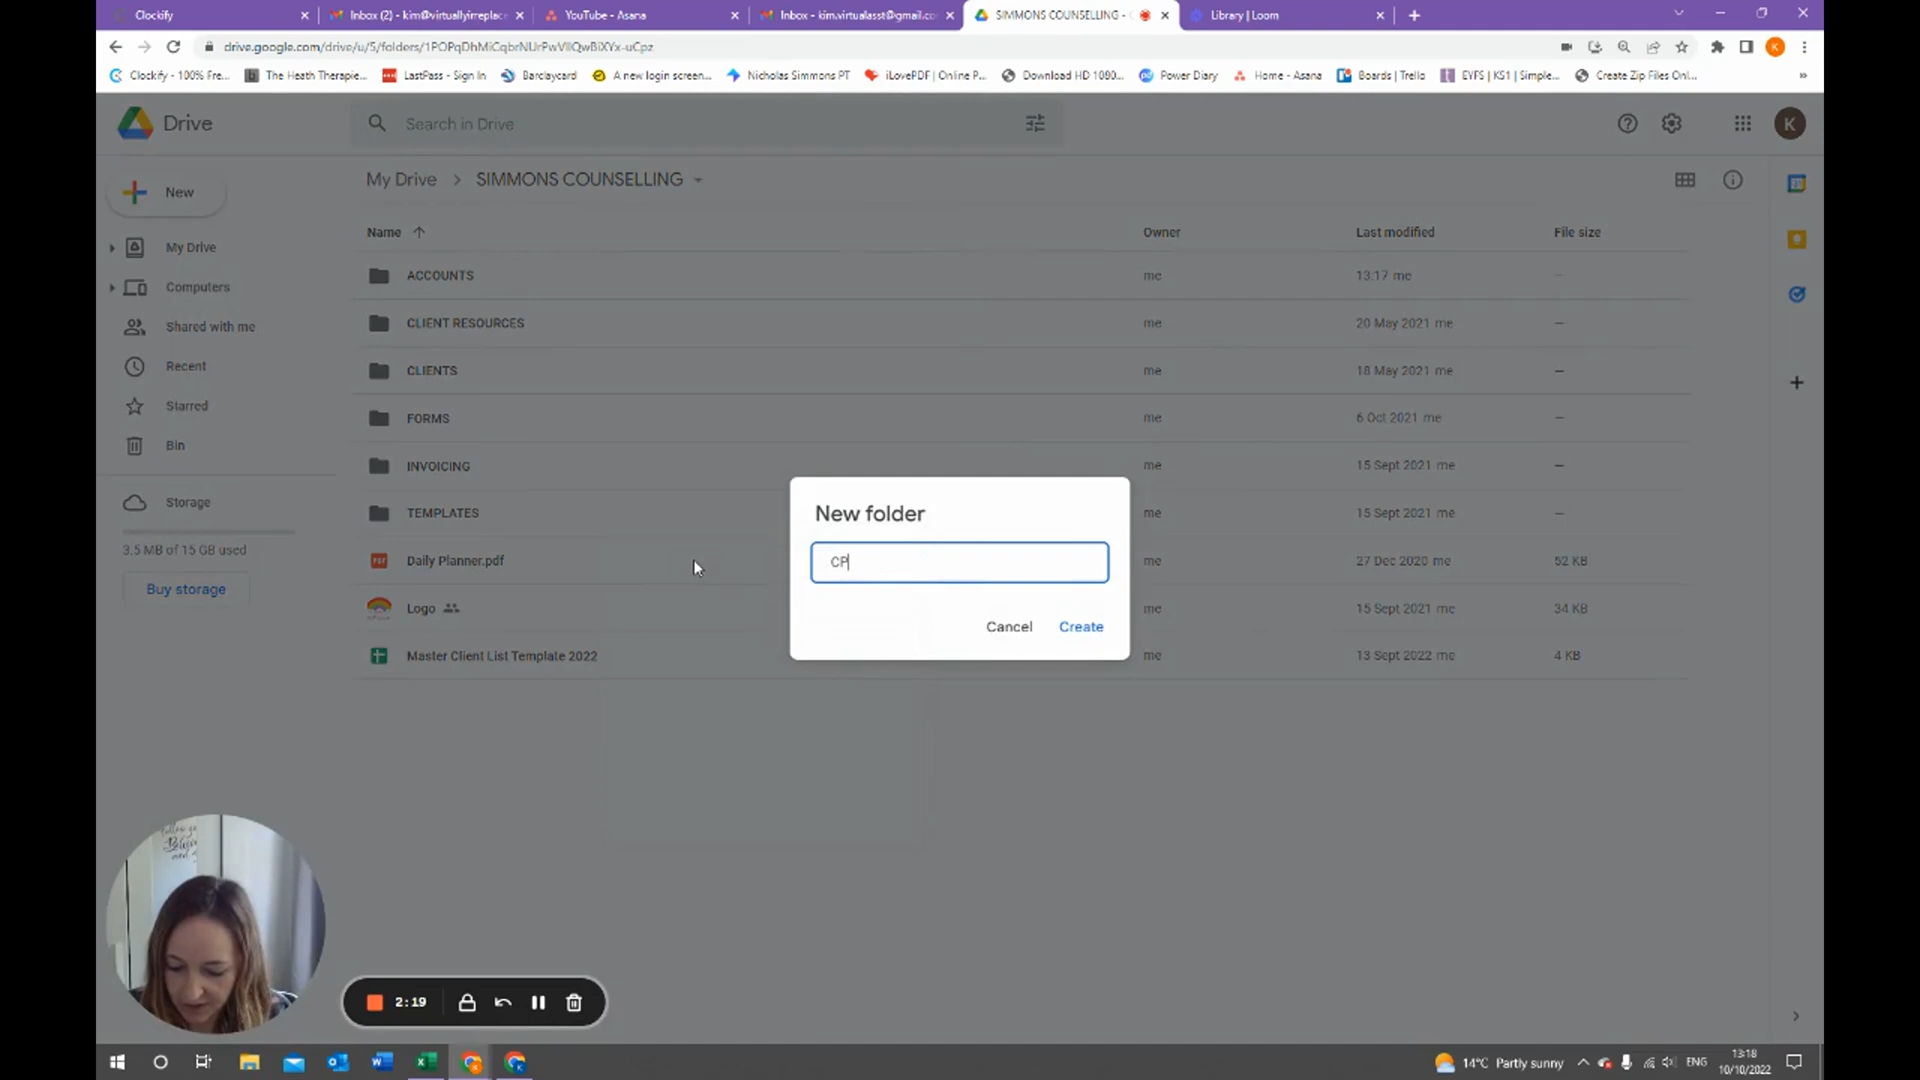 Clockify
Inbox (2) - kim@virtuallyirreplace
YouTube - Asana
Inbox - kim.virtualasst@gmail.co
SIMMONS COUNSELLING -
Library | Loom
drive.google.com/drive/u/5/folders/1POPqDhMiCqbrNUrPwVllQwBiXYx-uCpz
Clockify - 100% Fre...
The Heath Therapie...
LastPass - Sign In
Barclaycard
A new login screen...
Nicholas Simmons PT
iLovePDF | Online P...
Download HD 1080...
Power Diary
Home - Asana
Boards | Trello
EYFS | KS1 | Simple...
Create Zip Files Onl...
Drive
Search in Drive
K
New
My Drive
Computers
Shared with me
Recent
Starred
Bin
Storage
3.5 MB of 15 GB used
Buy storage
My Drive > SIMMONS COUNSELLING
Name Owner Last modified File size
ACCOUNTS me 13:17 me —
CLIENT RESOURCES me 20 May 2021 me —
CLIENTS me 18 May 2021 me —
FORMS me 6 Oct 2021 me —
INVOICING me 15 Sept 2021 me —
TEMPLATES me 15 Sept 2021 me —
Daily Planner.pdf me 27 Dec 2020 me 52 KB
Logo me 15 Sept 2021 me 34 KB
Master Client List Template 2022 me 13 Sept 2022 me 4 KB
New folder
CP
Cancel Create
2:19
14°C Partly sunny
ENG
13:18
10/10/2022